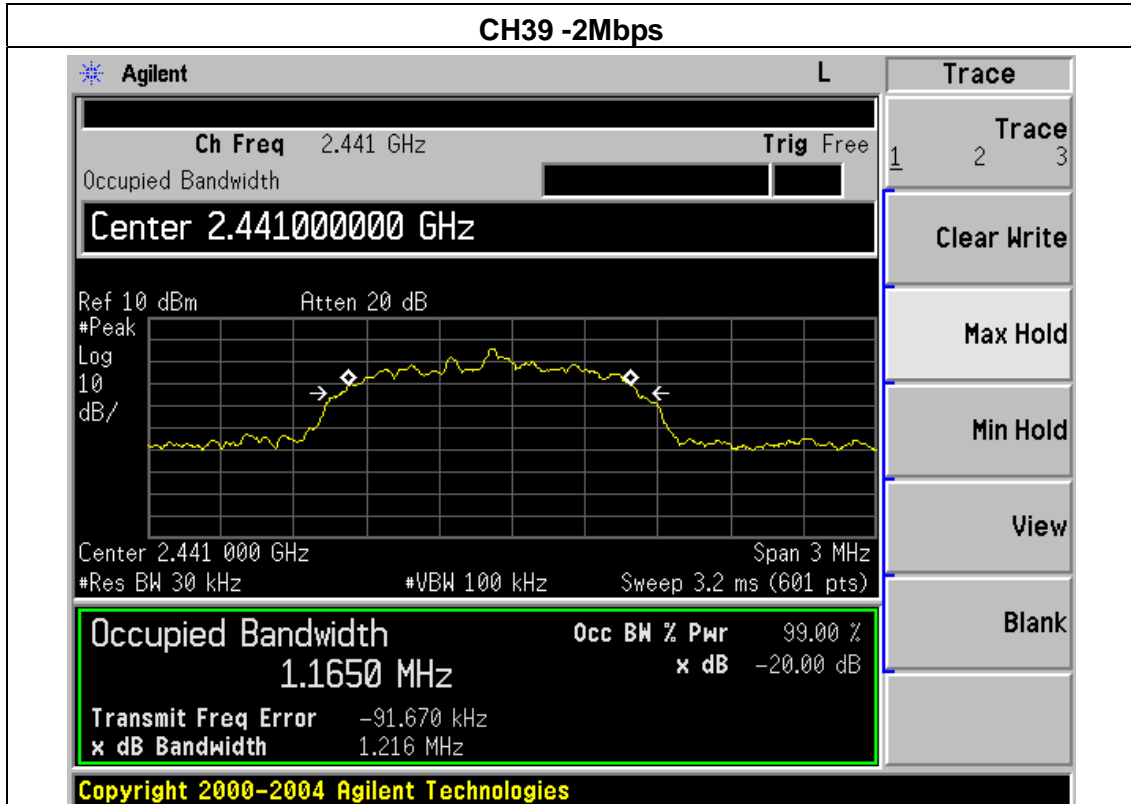 CH39 -2Mbps
Agilent L Trace
Ch Freq 2.441 GHz Trig Free
Occupied Bandwidth
Trace
1 2 3
Center 2.441000000 GHz
Clear Write
Ref 10 dBm Atten 20 dB
#Peak
Log
10
dB/
Max Hold
Min Hold
View
Center 2.441 000 GHz Span 3 MHz
#Res BW 30 kHz #VBW 100 kHz Sweep 3.2 ms (601 pts)
Blank
Occupied Bandwidth Occ BW % Pwr 99.00 %
1.1650 MHz x dB -20.00 dB
Transmit Freq Error -91.670 kHz
x dB Bandwidth 1.216 MHz
Copyright 2000-2004 Agilent Technologies